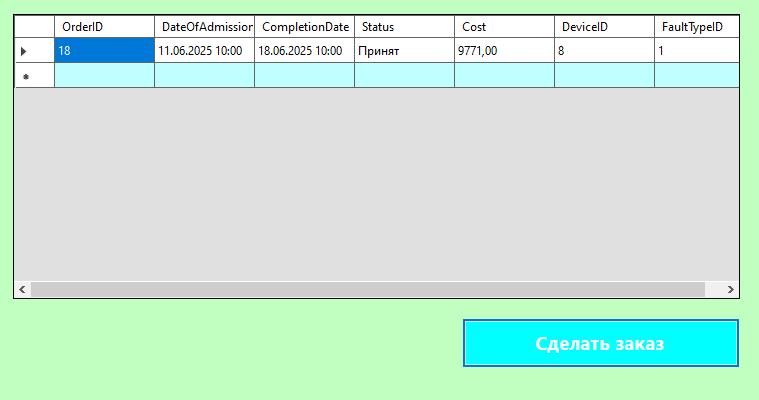 OrderID DateOfAdmission CompletionDate Status Cost DeviceID FaultTypeID
18 11.06.2025 10:00 18.06.2025 10:00 Принят 9771,00 8 1
Сделать заказ